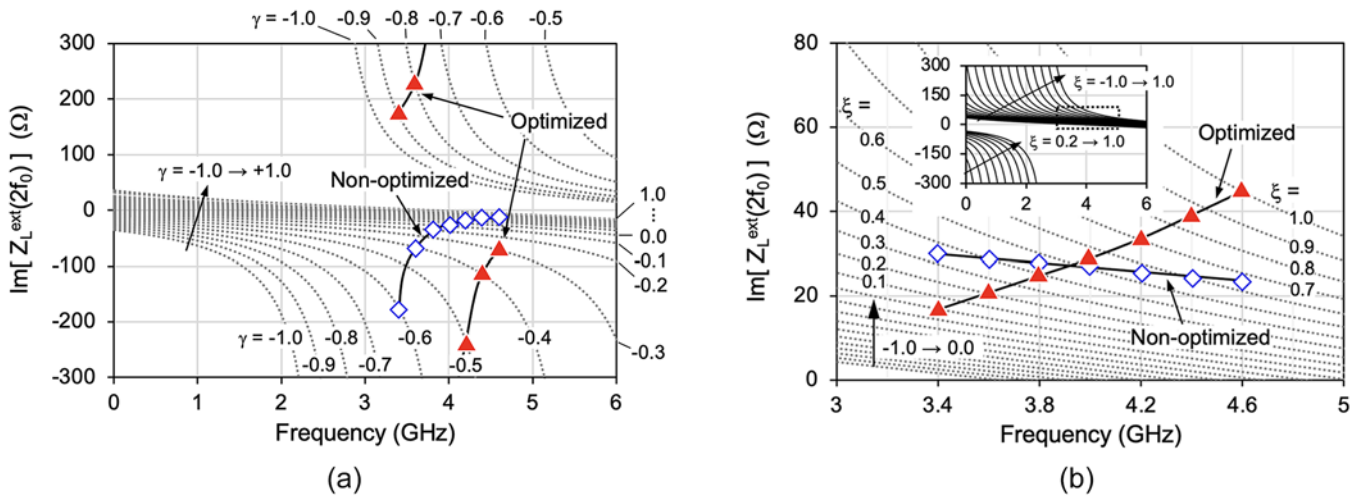 γ = -1.0 -0.9 -0.8 -0.7 -0.6 -0.5
300
200
100
0
-100
-200
-300
Im[ Z_L^ext(2f₀) ] (Ω)
Optimized
Non-optimized
γ = -1.0 → +1.0
1.0
⋮
0.0
-0.1
-0.2
-0.3
γ = -1.0 -0.8 -0.6 -0.4
-0.9 -0.7 -0.5
0 1 2 3 4 5 6
Frequency (GHz)
(a)
80
60
40
20
0
Im[ Z_L^ext(2f₀) ] (Ω)
ξ =
0.6
0.5
0.4
0.3
0.2
0.1
-1.0 → 0.0
300
150
0
-150
-300
0 2 4 6
ξ = -1.0 → 1.0
ξ = 0.2 → 1.0
Optimized
Non-optimized
ξ =
1.0
0.9
0.8
0.7
3 3.4 3.8 4.2 4.6 5
Frequency (GHz)
(b)